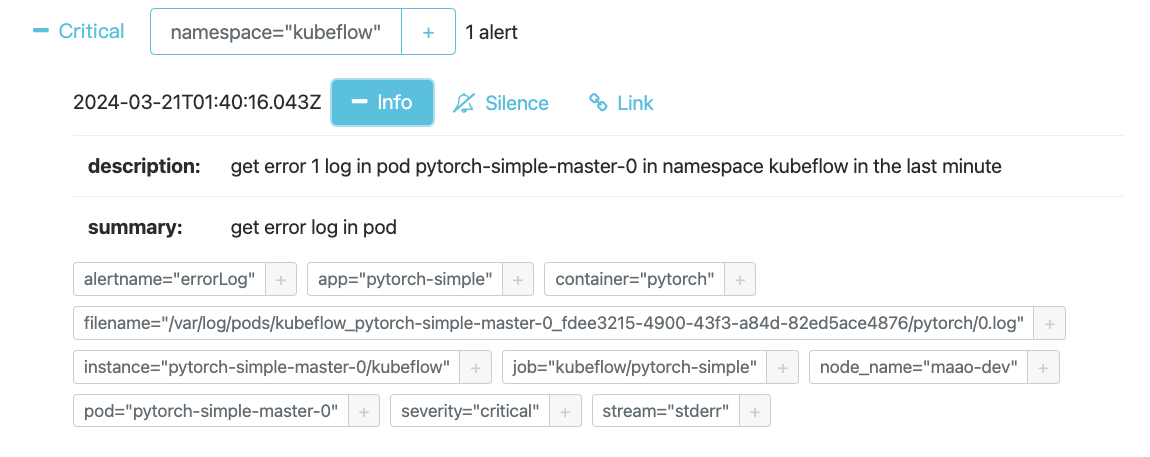 Critical namespace="kubeflow" + 1 alert
2024-03-21T01:40:16.043Z Info Silence Link
description: get error 1 log in pod pytorch-simple-master-0 in namespace kubeflow in the last minute
summary: get error log in pod
alertname="errorLog" + app="pytorch-simple" + container="pytorch" +
filename="/var/log/pods/kubeflow_pytorch-simple-master-0_fdee3215-4900-43f3-a84d-82ed5ace4876/pytorch/0.log" +
instance="pytorch-simple-master-0/kubeflow" + job="kubeflow/pytorch-simple" + node_name="maao-dev" +
pod="pytorch-simple-master-0" + severity="critical" + stream="stderr" +